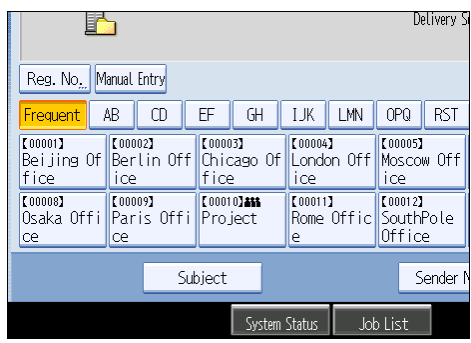 Delivery S
Reg. No. Manual Entry
Frequent AB CD EF GH IJK LMN OPQ RST
【00001】 【00002】 【00003】 【00004】 【00005】
Beijing Of Berlin Off Chicago Of London Off Moscow Off
fice ice fice ice ice
【00008】 【00009】 【00010】 【00011】 【00012】
Osaka Offi Paris Offi Project Rome Offic SouthPole
ce ce e Office
Subject Sender N
System Status Job List